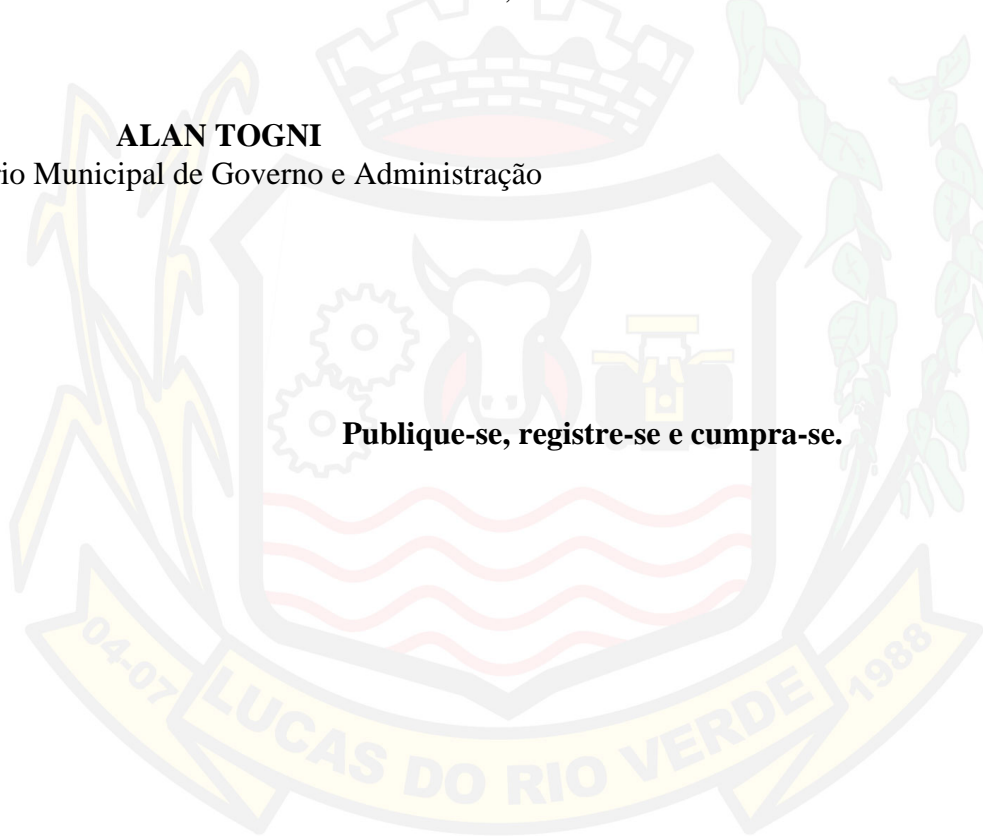 ALAN TOGNI
rio Municipal de Governo e Administração
Publique-se, registre-se e cumpra-se.
04-07 LUCAS DO RIO VERDE 1988